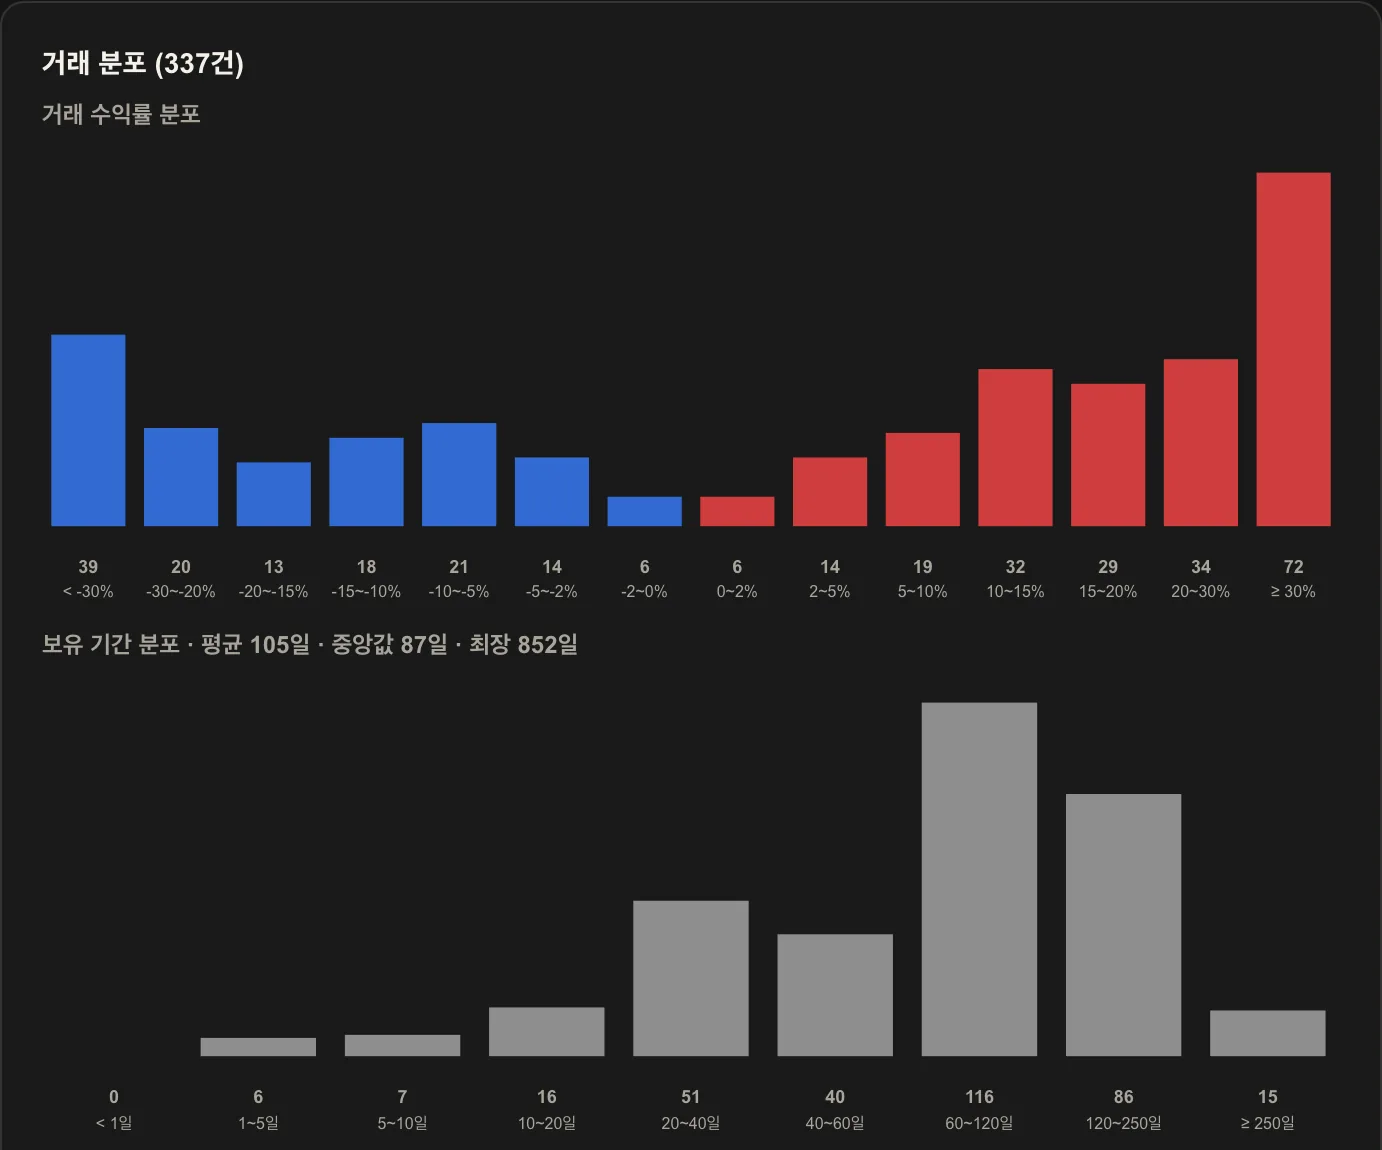 거래 분포 (337건)
거래 수익률 분포
39 20 13 18 21 14 6 6 14 19 32 29 34 72
< -30% -30~-20% -20~-15% -15~-10% -10~-5% -5~-2% -2~0% 0~2% 2~5% 5~10% 10~15% 15~20% 20~30% ≥ 30%
보유 기간 분포 · 평균 105일 · 중앙값 87일 · 최장 852일
0 6 7 16 51 40 116 86 15
< 1일 1~5일 5~10일 10~20일 20~40일 40~60일 60~120일 120~250일 ≥ 250일